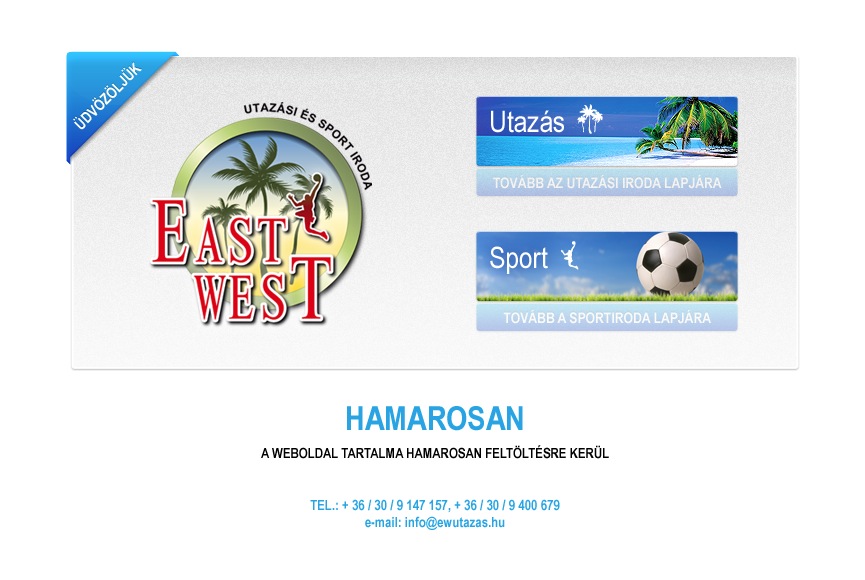 ÜDVÖZÖLJÜK
UTAZÁSI ÉS SPORT IRODA
EAST
WEST
Utazás
TOVÁBB AZ UTAZÁSI IRODA LAPJÁRA
Sport
TOVÁBB A SPORTIRODA LAPJÁRA
HAMAROSAN
A WEBOLDAL TARTALMA HAMAROSAN FELTÖLTÉSRE KERÜL
TEL.: + 36 / 30 / 9 147 157, + 36 / 30 / 9 400 679
e-mail: info@ewutazas.hu